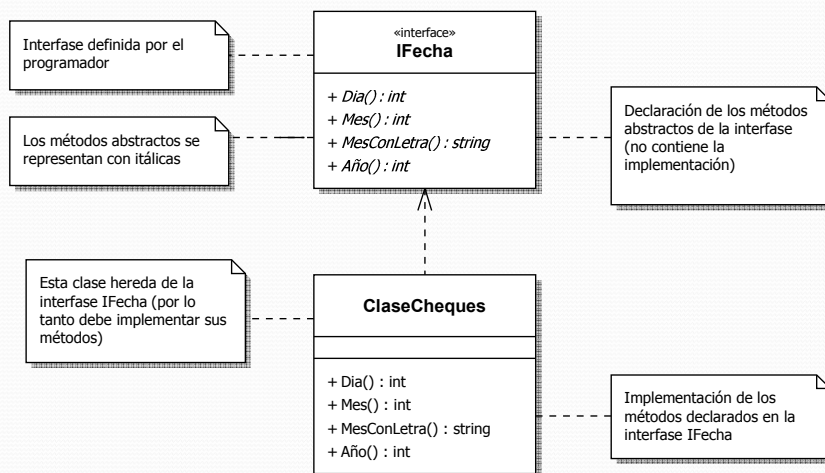 Interfase definida por el
programador
Los métodos abstractos se
representan con itálicas
«interface»
IFecha
+ Dia() : int
+ Mes() : int
+ MesConLetra() : string
+ Año() : int
Declaración de los métodos
abstractos de la interfase
(no contiene la
implementación)
Esta clase hereda de la
interfase IFecha (por lo
tanto debe implementar sus
métodos)
ClaseCheques
+ Dia() : int
+ Mes() : int
+ MesConLetra() : string
+ Año() : int
Implementación de los
métodos declarados en la
interfase IFecha